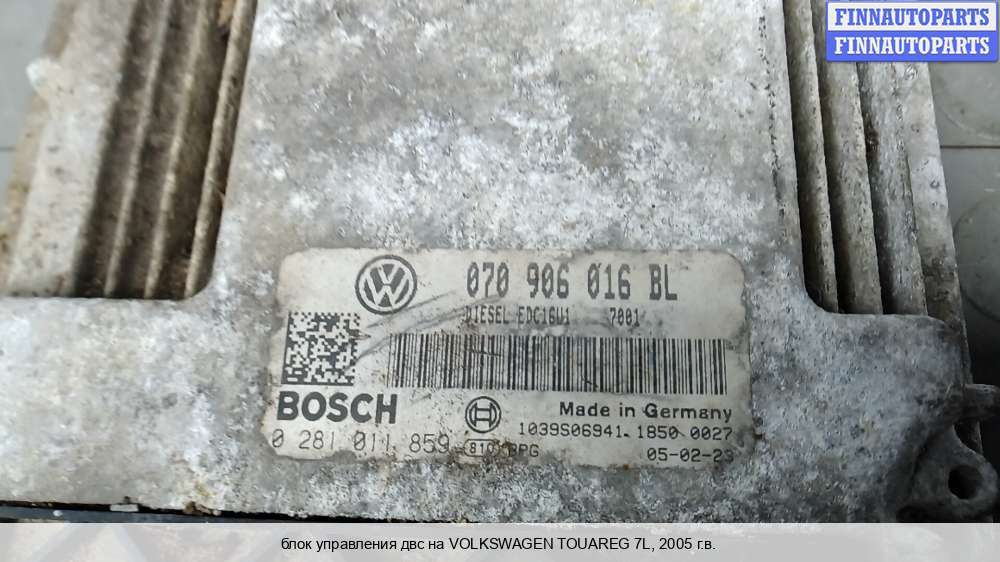 FINNAUTOPARTS
FINNAUTOPARTS
070 906 016 BL
DIESEL EDC16U1 7001
BOSCH
Made in Germany
0 281 011 859
1039S06941.1850 0027
05-02-23
блок управления двс на VOLKSWAGEN TOUAREG 7L, 2005 г.в.